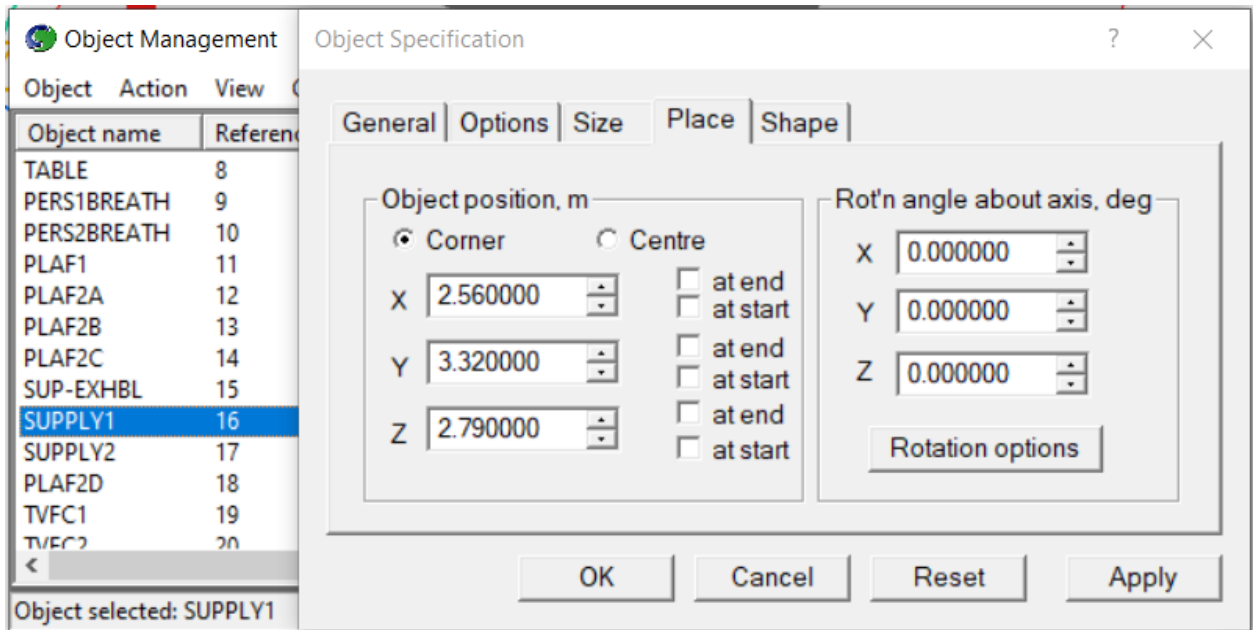 Object Management
Object Action View
Object name Referen
TABLE 8
PERS1BREATH 9
PERS2BREATH 10
PLAF1 11
PLAF2A 12
PLAF2B 13
PLAF2C 14
SUP-EXHBL 15
SUPPLY1 16
SUPPLY2 17
PLAF2D 18
TVFC1 19
TVFC2 20
Object selected: SUPPLY1
Object Specification
General Options Size Place Shape
Object position, m
Corner Centre
X 2.560000
at end
at start
Y 3.320000
at end
at start
Z 2.790000
at end
at start
Rot'n angle about axis, deg
X 0.000000
Y 0.000000
Z 0.000000
Rotation options
OK Cancel Reset Apply